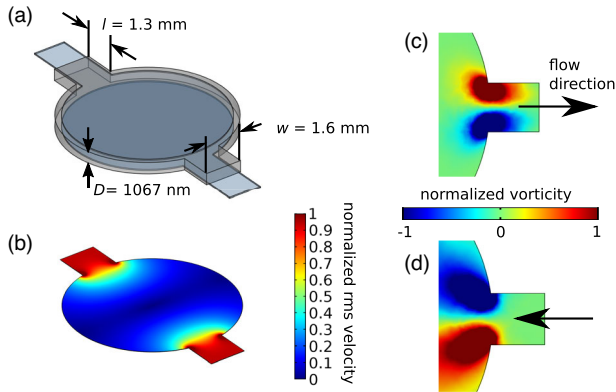 (a)
l = 1.3 mm
w = 1.6 mm
D= 1067 nm
(b)
normalized rms velocity
1
0.9
0.8
0.7
0.6
0.5
0.4
0.3
0.2
0.1
0
(c)
flow
direction
normalized vorticity
-1 0 1
(d)